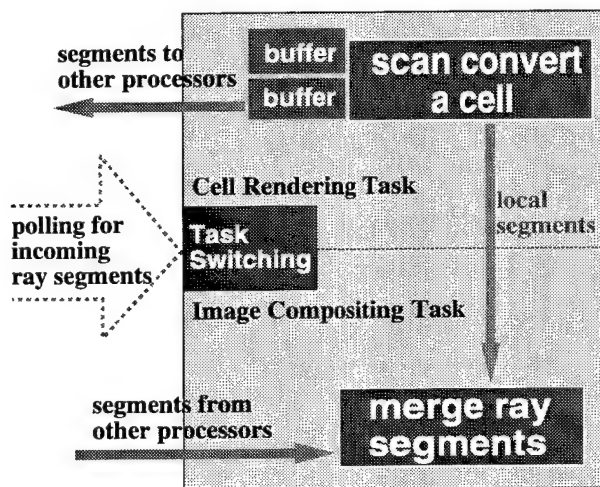 segments to
other processors
buffer
buffer
scan convert
a cell
Cell Rendering Task
local
segments
polling for
incoming
ray segments
Task
Switching
Image Compositing Task
segments from
other processors
merge ray
segments